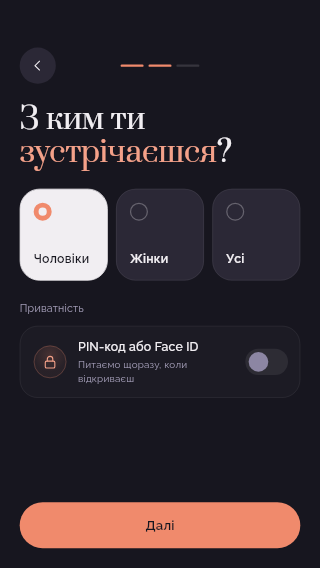 З ким ти
зустрічаєшся?
Чоловіки
Жінки
Усі
Приватність
PIN-код або Face ID
Питаємо щоразу, коли
відкриваєш
Далі